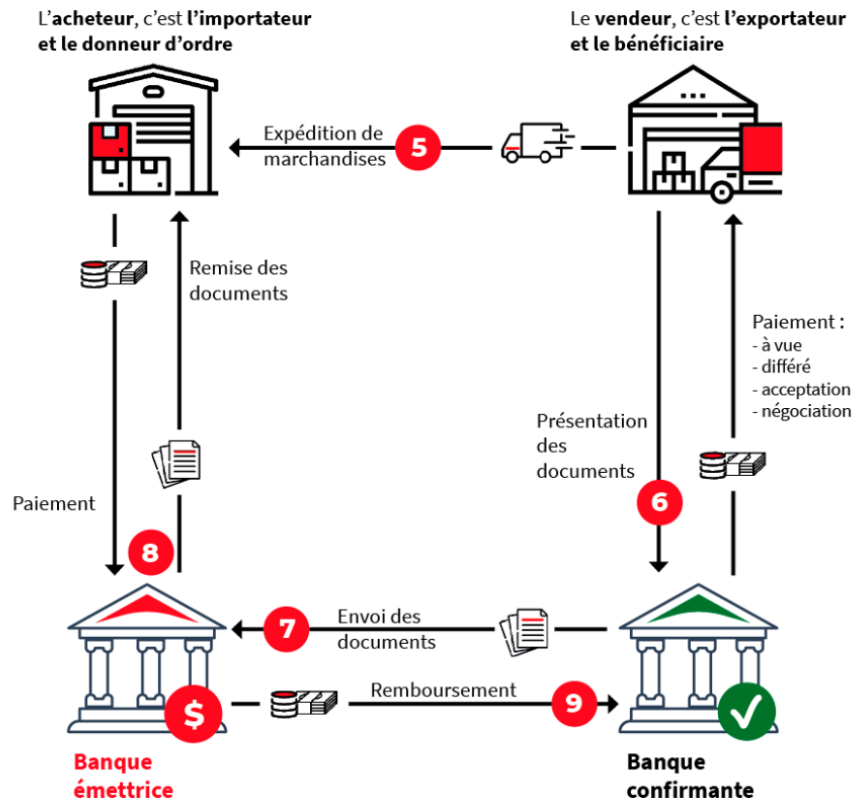 L'acheteur, c'est l'importateur
et le donneur d'ordre
Le vendeur, c'est l'exportateur
et le bénéficiaire
Expédition de
marchandises
5
Remise des
documents
Paiement :
- à vue
- différé
- acceptation
- négociation
Présentation
des
documents
6
Paiement
8
7
Envoi des
documents
Remboursement
9
$
Banque
émettrice
Banque
confirmante